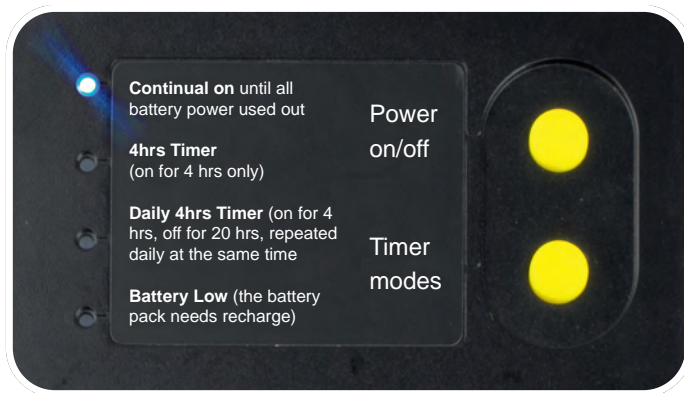 Continual on until all
battery power used out
4hrs Timer
(on for 4 hrs only)
Daily 4hrs Timer (on for 4
hrs, off for 20 hrs, repeated
daily at the same time
Battery Low (the battery
pack needs recharge)
Power
on/off
Timer
modes